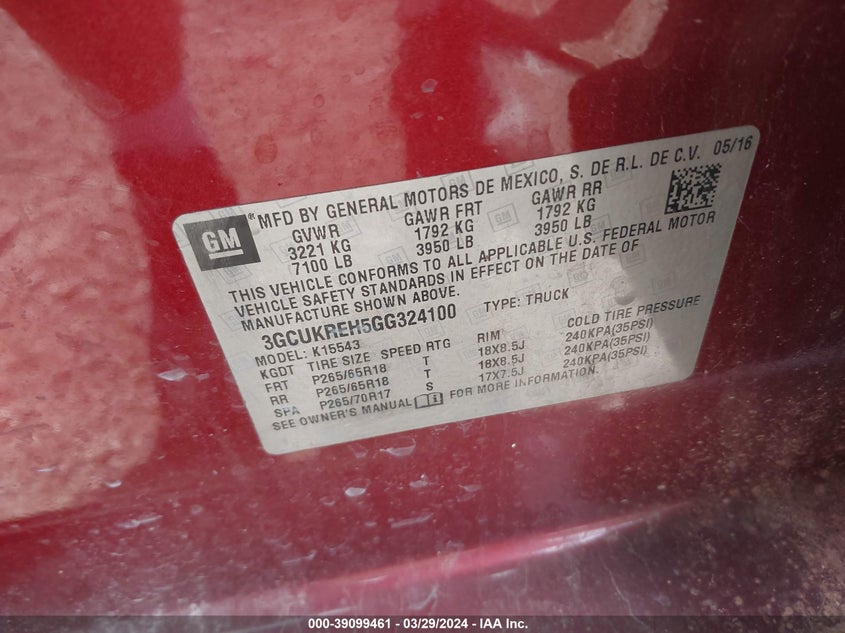 GM ® MFD BY GENERAL MOTORS DE MEXICO, S. DE R.L. DE C.V. 05/16
GVWR GAWR FRT GAWR RR
3221 KG 1792 KG 1792 KG
7100 LB 3950 LB 3950 LB
THIS VEHICLE CONFORMS TO ALL APPLICABLE U.S. FEDERAL MOTOR
VEHICLE SAFETY STANDARDS IN EFFECT ON THE DATE OF
MANUFACTURE SHOWN ABOVE.
3GCUKREH5GG324100 TYPE: TRUCK
MODEL: K15543
KGDT TIRE SIZE SPEED RTG RIM COLD TIRE PRESSURE
FRT P265/65R18 T 18X8.5J 240KPA(35PSI)
RR P265/65R18 T 18X8.5J 240KPA(35PSI)
SPA P265/70R17 S 17X7.5J 240KPA(35PSI)
SEE OWNER'S MANUAL FOR MORE INFORMATION.
000-39099461 - 03/29/2024 - IAA Inc.